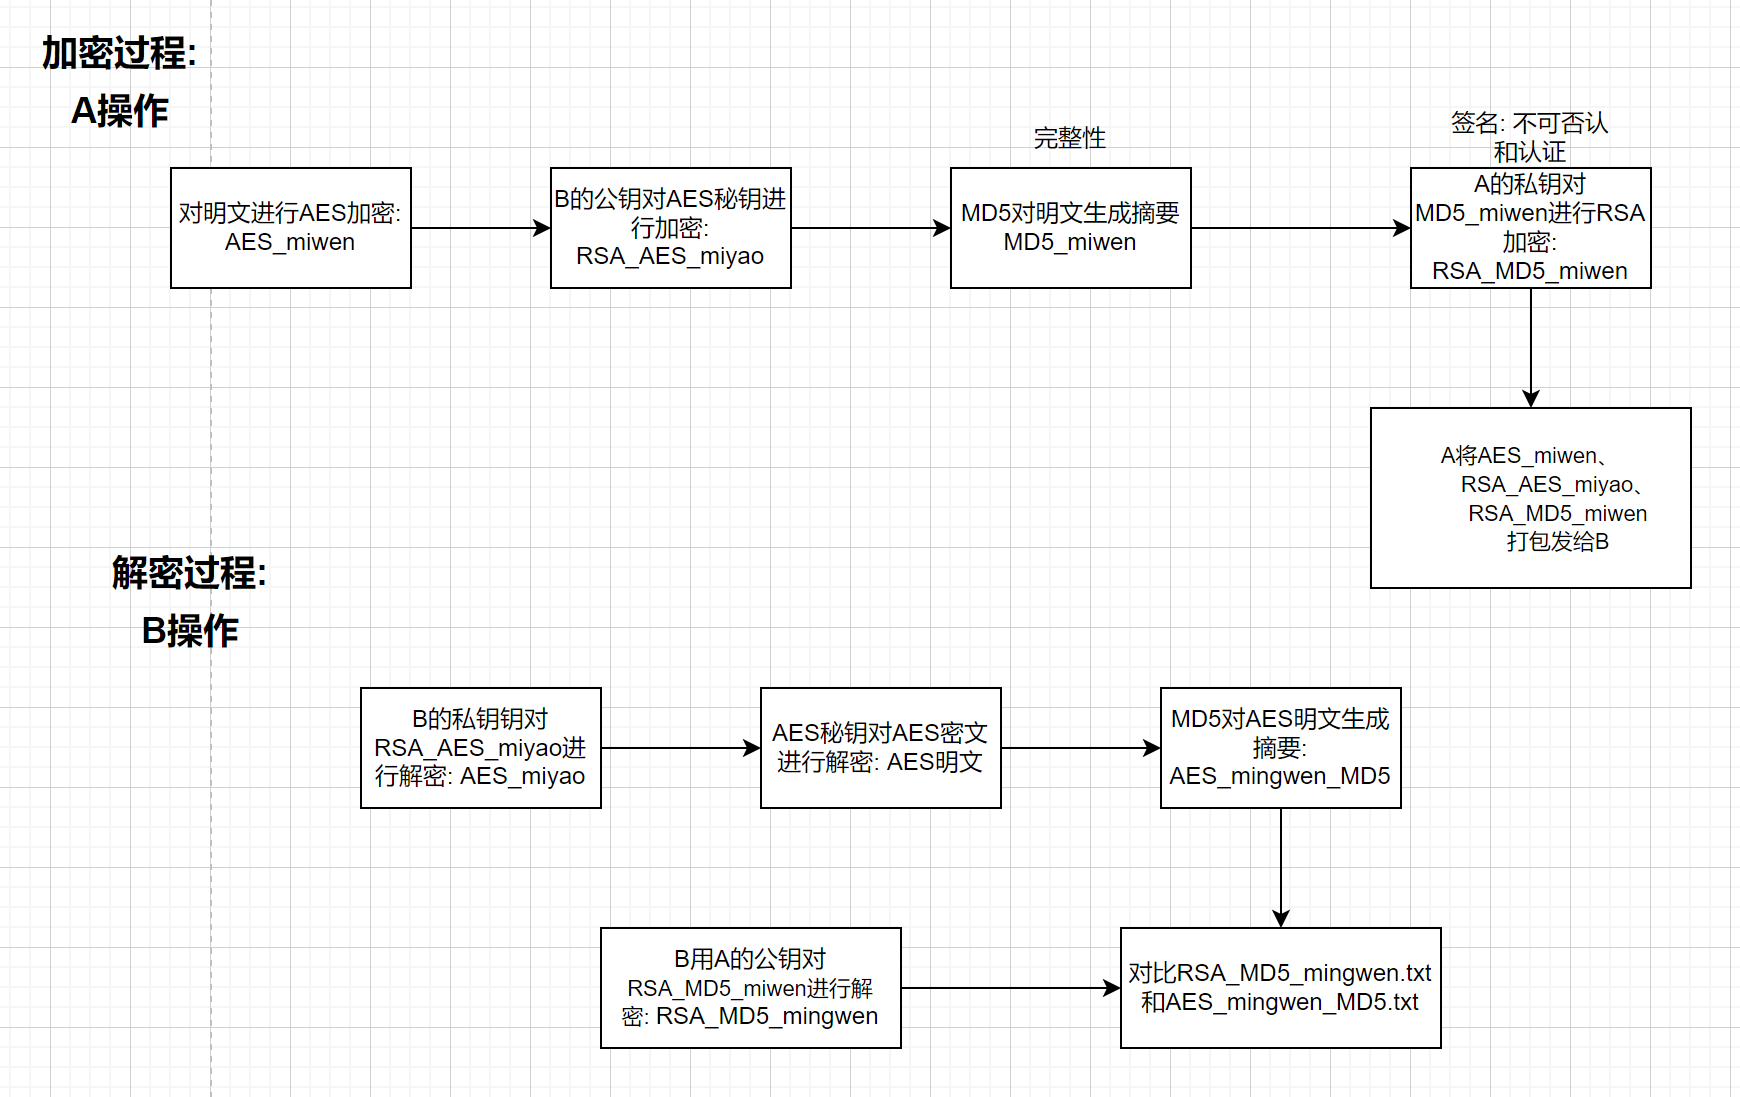 加密过程:
A操作
完整性
签名: 不可否认
和认证
对明文进行AES加密:
AES_miwen
B的公钥对AES秘钥进
行加密:
RSA_AES_miyao
MD5对明文生成摘要
MD5_miwen
A的私钥对
MD5_miwen进行RSA
加密:
RSA_MD5_miwen
A将AES_miwen、
RSA_AES_miyao、
RSA_MD5_miwen
打包发给B
解密过程:
B操作
B的私钥钥对
RSA_AES_miyao进
行解密: AES_miyao
AES秘钥对AES密文
进行解密: AES明文
MD5对AES明文生成
摘要:
AES_mingwen_MD5
B用A的公钥对
RSA_MD5_miwen进行解
密: RSA_MD5_mingwen
对比RSA_MD5_mingwen.txt
和AES_mingwen_MD5.txt